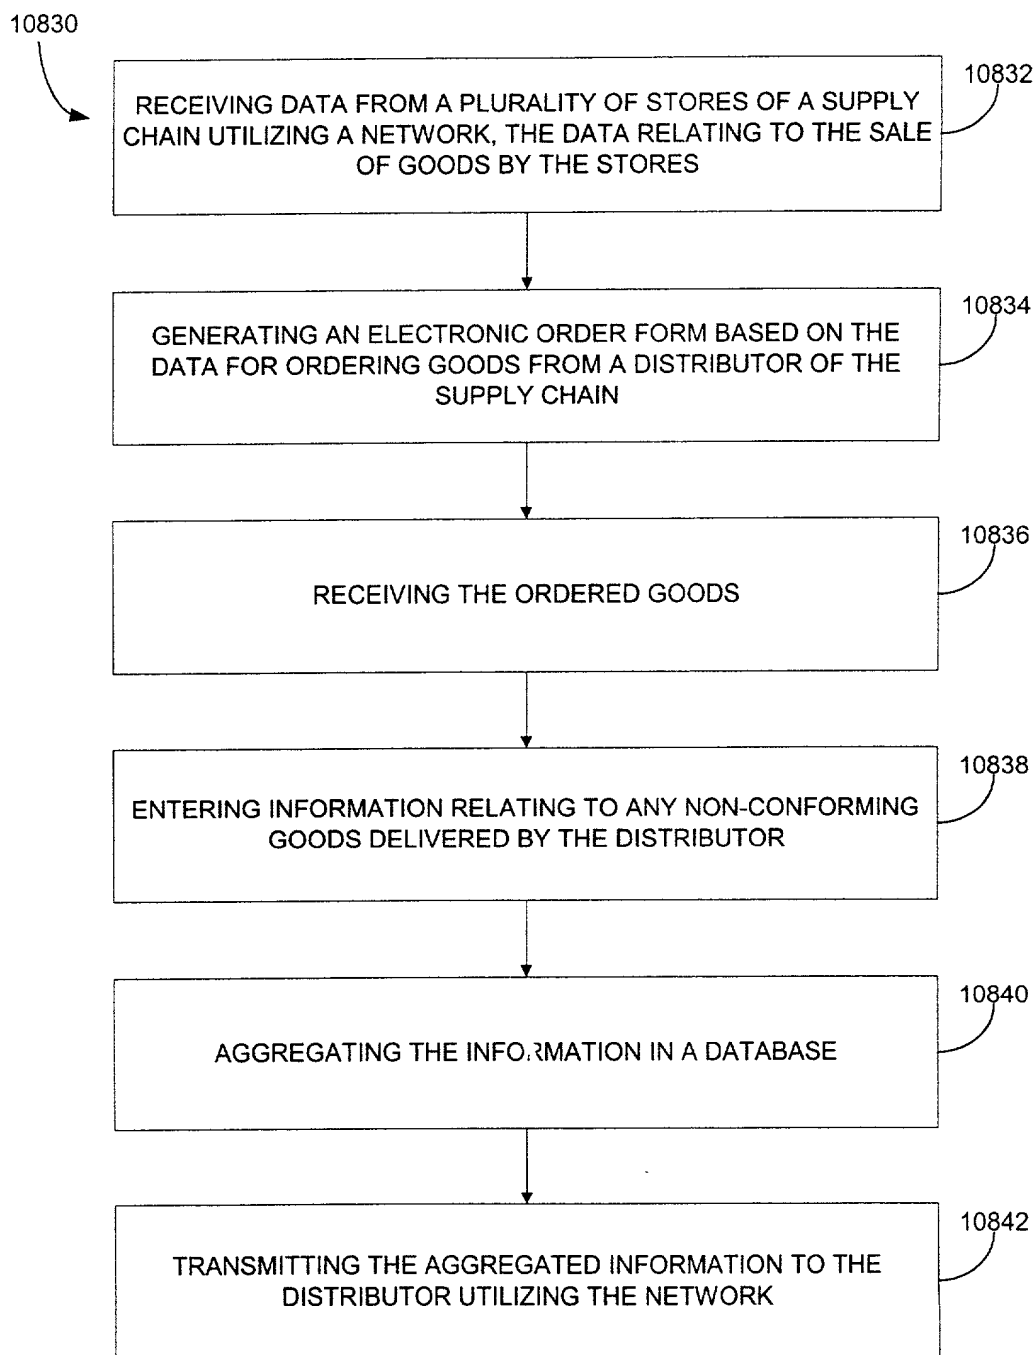 10830
10832
RECEIVING DATA FROM A PLURALITY OF STORES OF A SUPPLY
CHAIN UTILIZING A NETWORK, THE DATA RELATING TO THE SALE
OF GOODS BY THE STORES
10834
GENERATING AN ELECTRONIC ORDER FORM BASED ON THE
DATA FOR ORDERING GOODS FROM A DISTRIBUTOR OF THE
SUPPLY CHAIN
10836
RECEIVING THE ORDERED GOODS
10838
ENTERING INFORMATION RELATING TO ANY NON-CONFORMING
GOODS DELIVERED BY THE DISTRIBUTOR
10840
AGGREGATING THE INFORMATION IN A DATABASE
10842
TRANSMITTING THE AGGREGATED INFORMATION TO THE
DISTRIBUTOR UTILIZING THE NETWORK